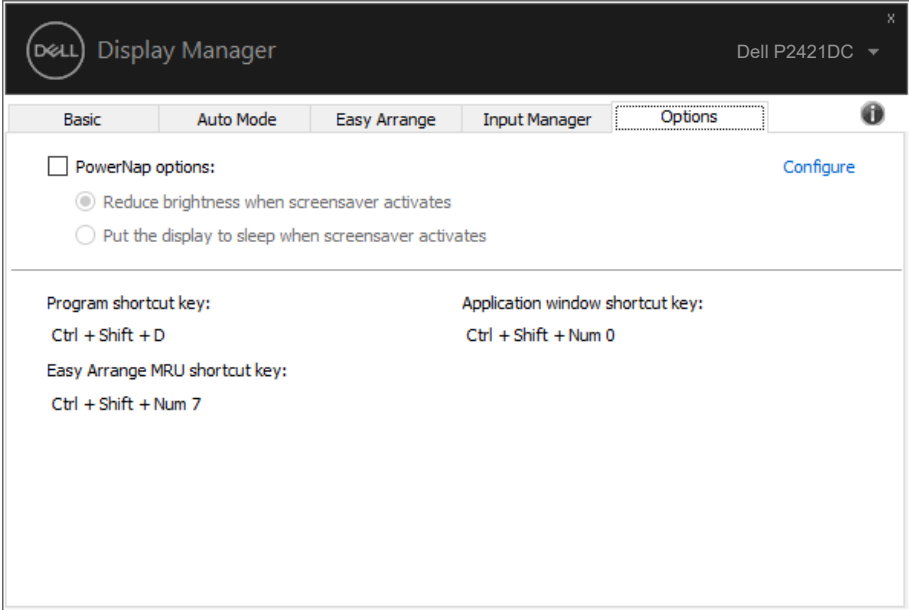 x
DELL Display Manager
Dell P2421DC
Basic Auto Mode Easy Arrange Input Manager Options
PowerNap options: Configure
Reduce brightness when screensaver activates
Put the display to sleep when screensaver activates
Program shortcut key: Application window shortcut key:
Ctrl + Shift + D Ctrl + Shift + Num 0
Easy Arrange MRU shortcut key:
Ctrl + Shift + Num 7